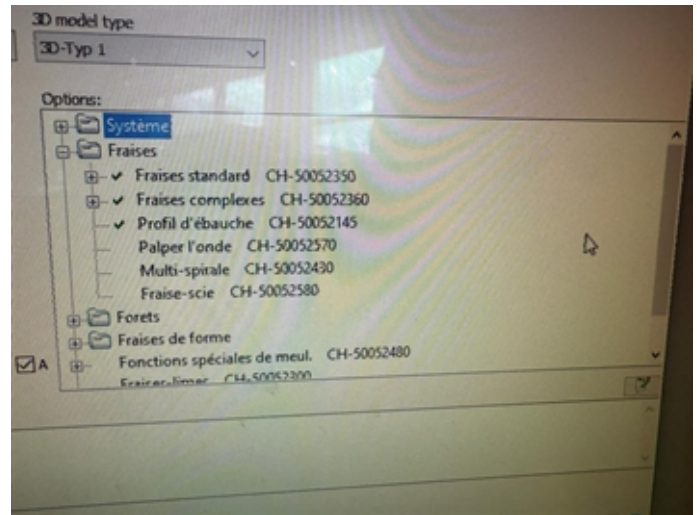 3D model type
3D-Typ 1
Options:
Système
Fraises
Fraises standard CH-50052350
Fraises complexes CH-50052360
Profil d'ébauche CH-50052145
Palper l'onde CH-50052570
Multi-spirale CH-50052430
Fraise-scie CH-50052580
Forets
Fraises de forme
A Fonctions spéciales de meul. CH-50052480